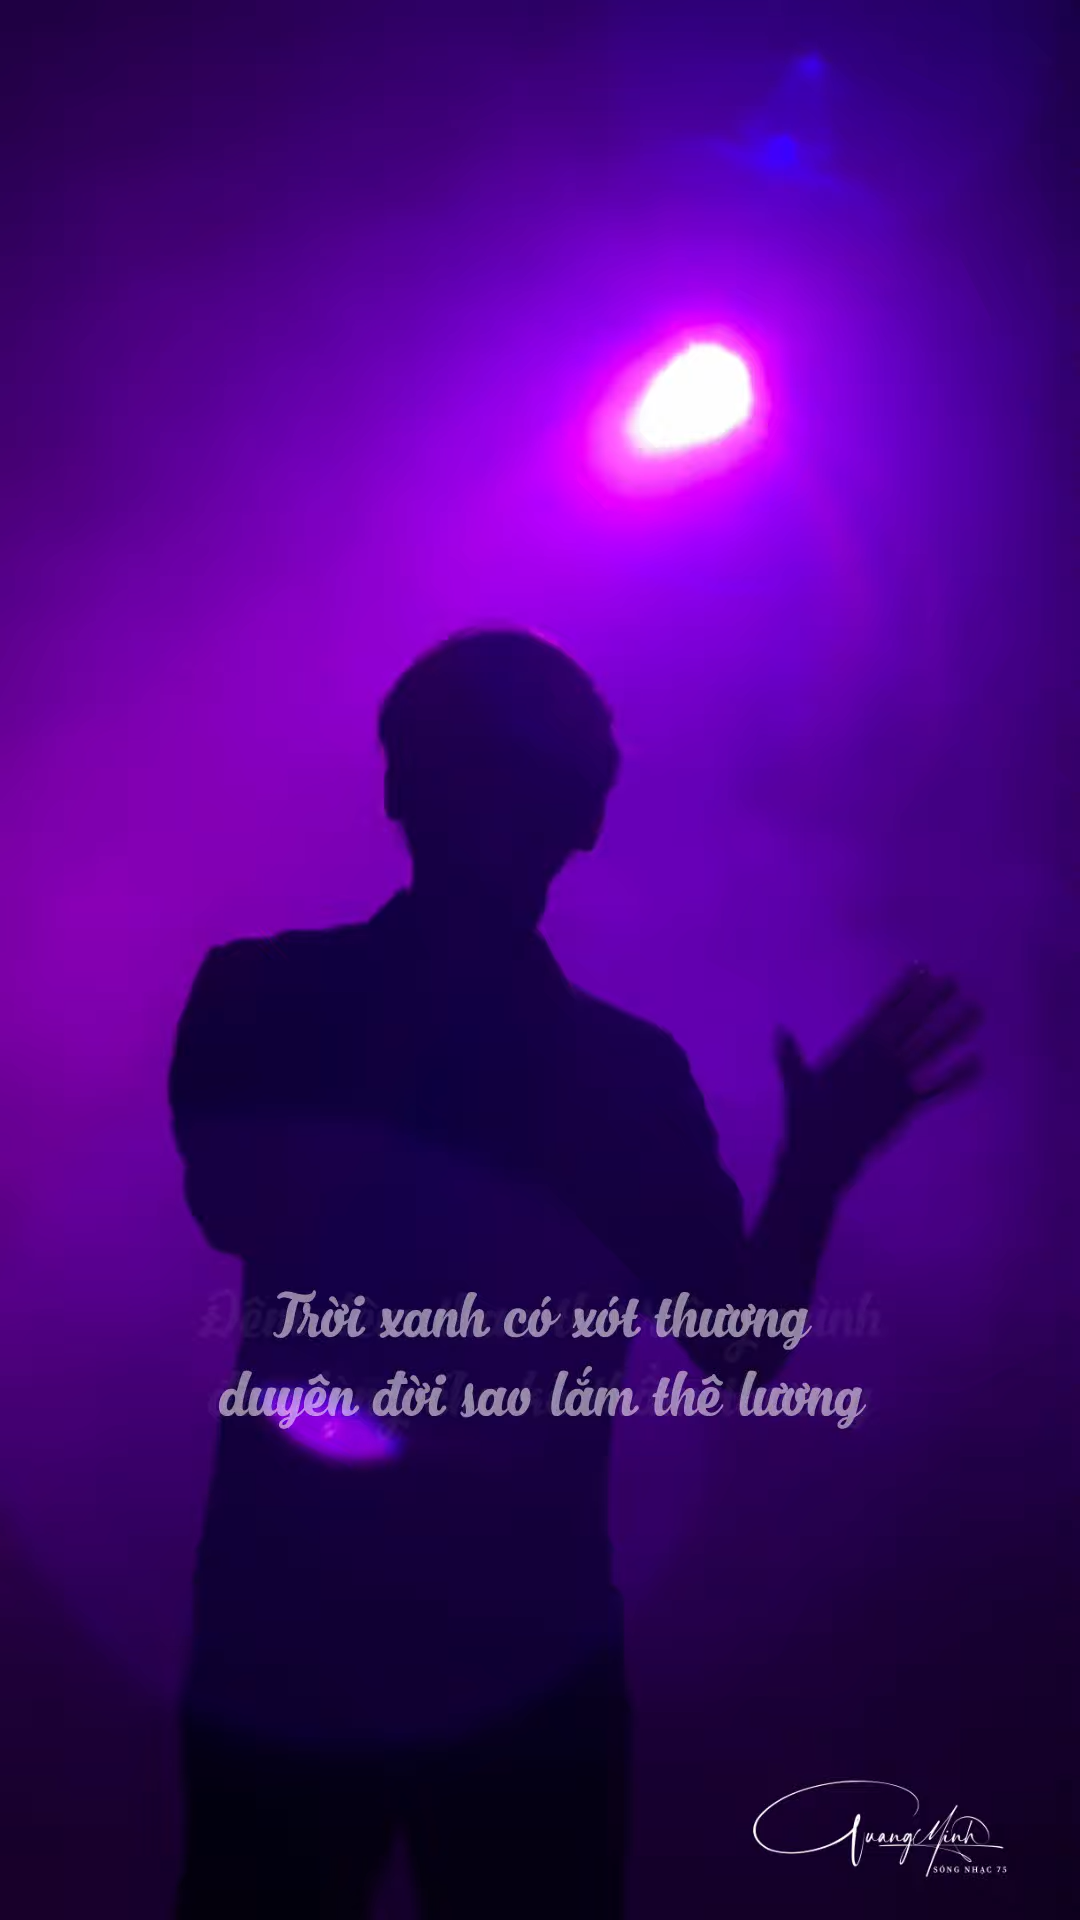 Trời xanh có xót thương
duyên đời sao lắm thê lương
Quang Minh
SÓNG NHẠC 75